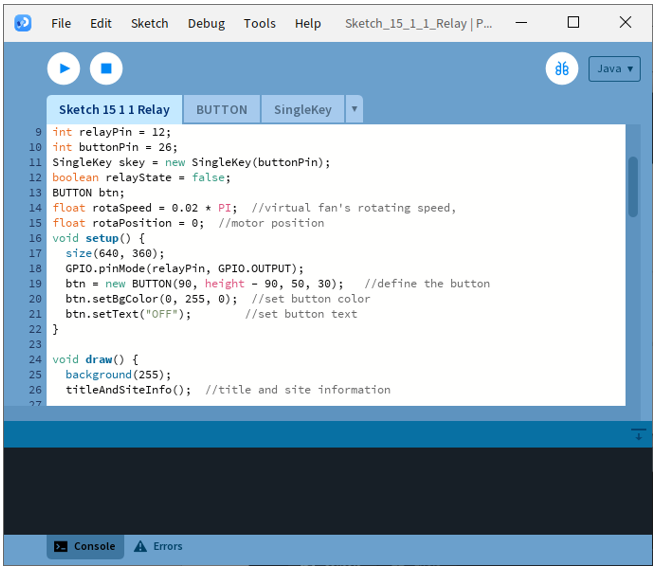 File Edit Sketch Debug Tools Help Sketch_15_1_1_Relay | P...
Java ▾
Sketch 15 1 1 Relay BUTTON SingleKey ▾
9 int relayPin = 12;
10 int buttonPin = 26;
11 SingleKey skey = new SingleKey(buttonPin);
12 boolean relayState = false;
13 BUTTON btn;
14 float rotaSpeed = 0.02 * PI;  //virtual fan's rotating speed,
15 float rotaPosition = 0;  //motor position
16 void setup() {
17   size(640, 360);
18   GPIO.pinMode(relayPin, GPIO.OUTPUT);
19   btn = new BUTTON(90, height - 90, 50, 30);   //define the button
20   btn.setBgColor(0, 255, 0);  //set button color
21   btn.setText("OFF");        //set button text
22 }
23
24 void draw() {
25   background(255);
26   titleAndSiteInfo();  //title and site information
27
Console Errors